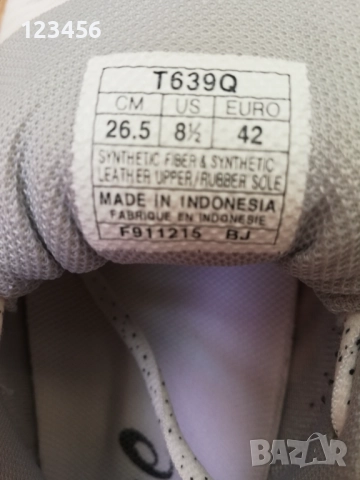 123456
T639Q
CM US EURO
26.5 8½ 42
SYNTHETIC FIBER & SYNTHETIC
LEATHER UPPER/RUBBER SOLE
MADE IN INDONESIA
FABRIQUE EN INDONESIE
F911215 BJ
BAZAR